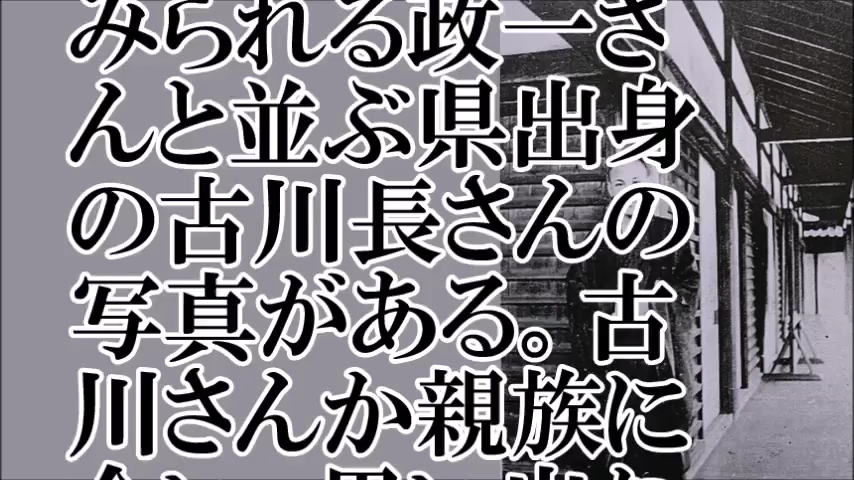 みられる政一さ
んと並ぶ県出身
の古川長さんの
写真がある。古
川さんか親族に